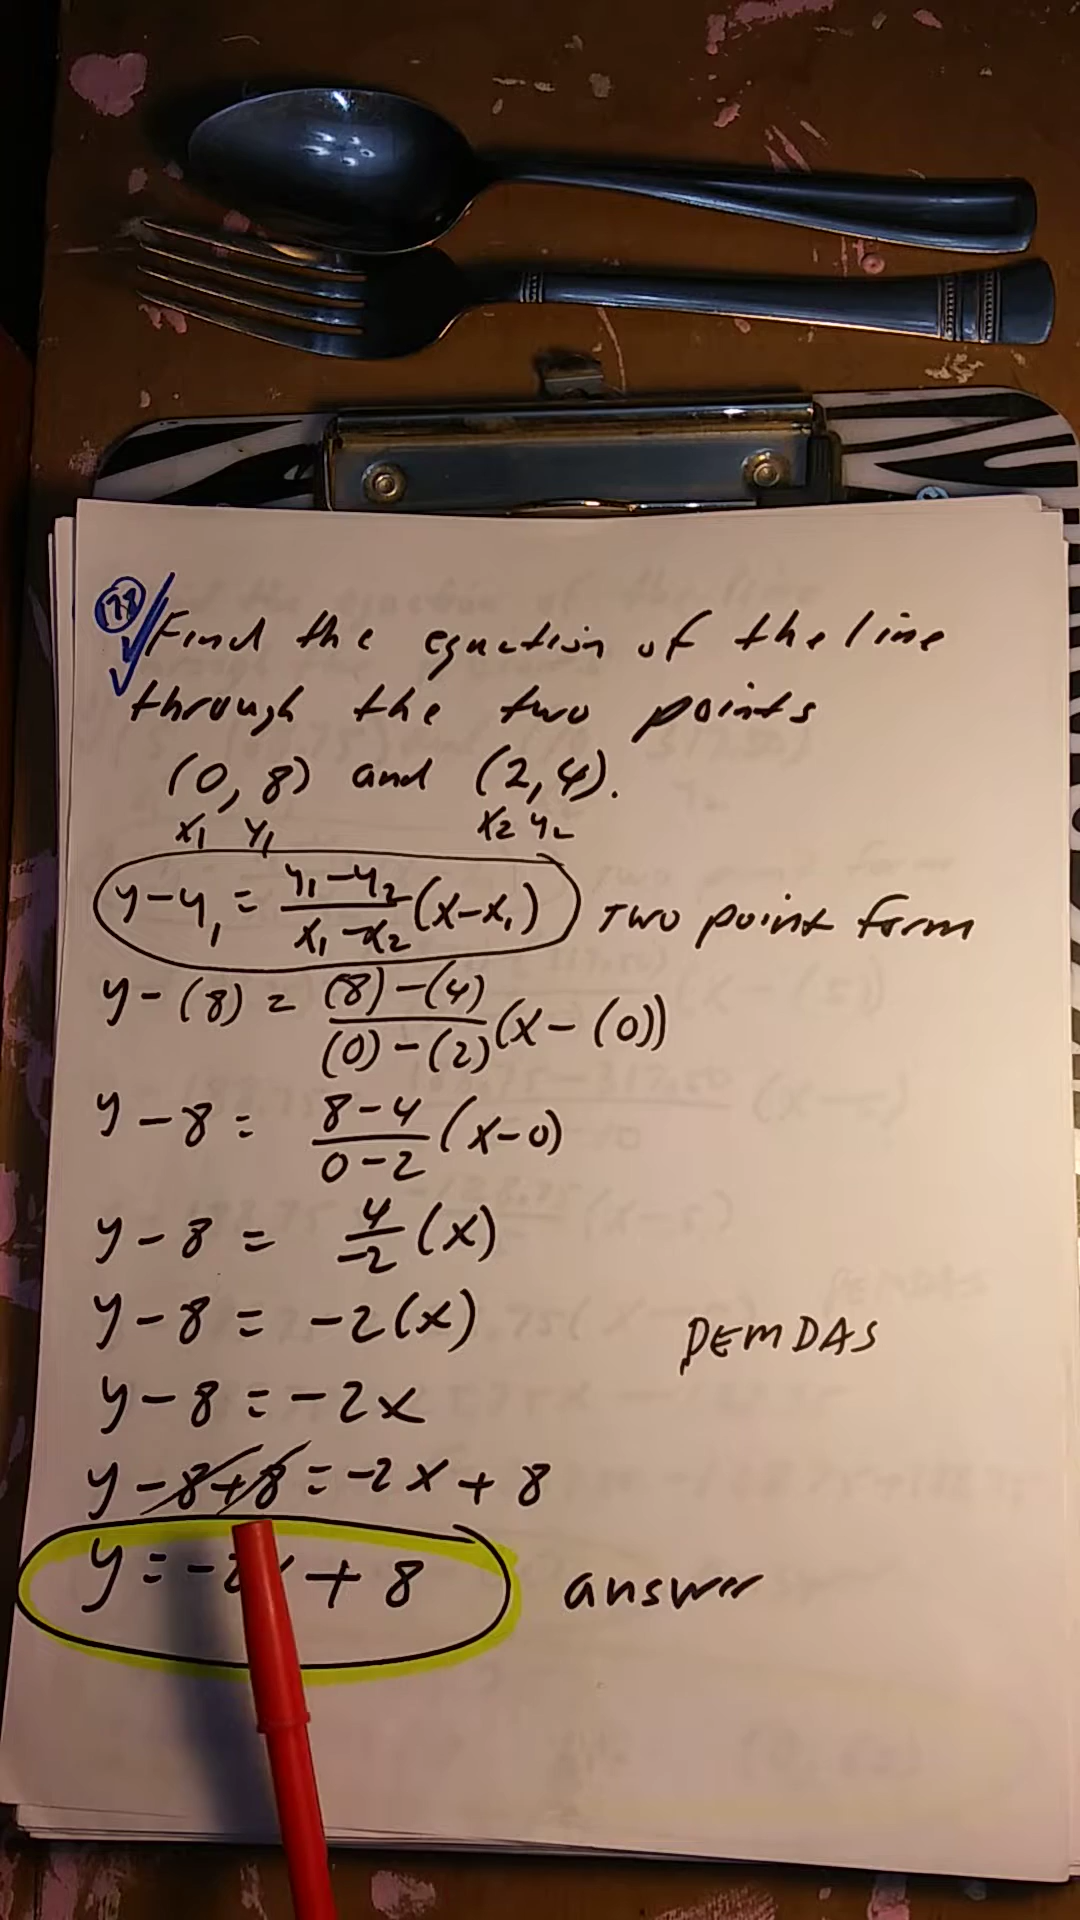 178 Find the equation of the line
through the two points
(0, 8) and (2, 4).
x₁ y₁ x₂ y₂
y-y₁ = y₁-y₂/x₁-x₂ (x-x₁) Two point form
y-(8) = (8)-(4)/(0)-(2) (x-(0))
y-8 = 8-4/0-2 (x-0)
y-8 = 4/-2 (x)
y-8 = -2(x)
PEMDAS
y-8 = -2x
y-8+8 = -2x+8
y = -2x+8 answer